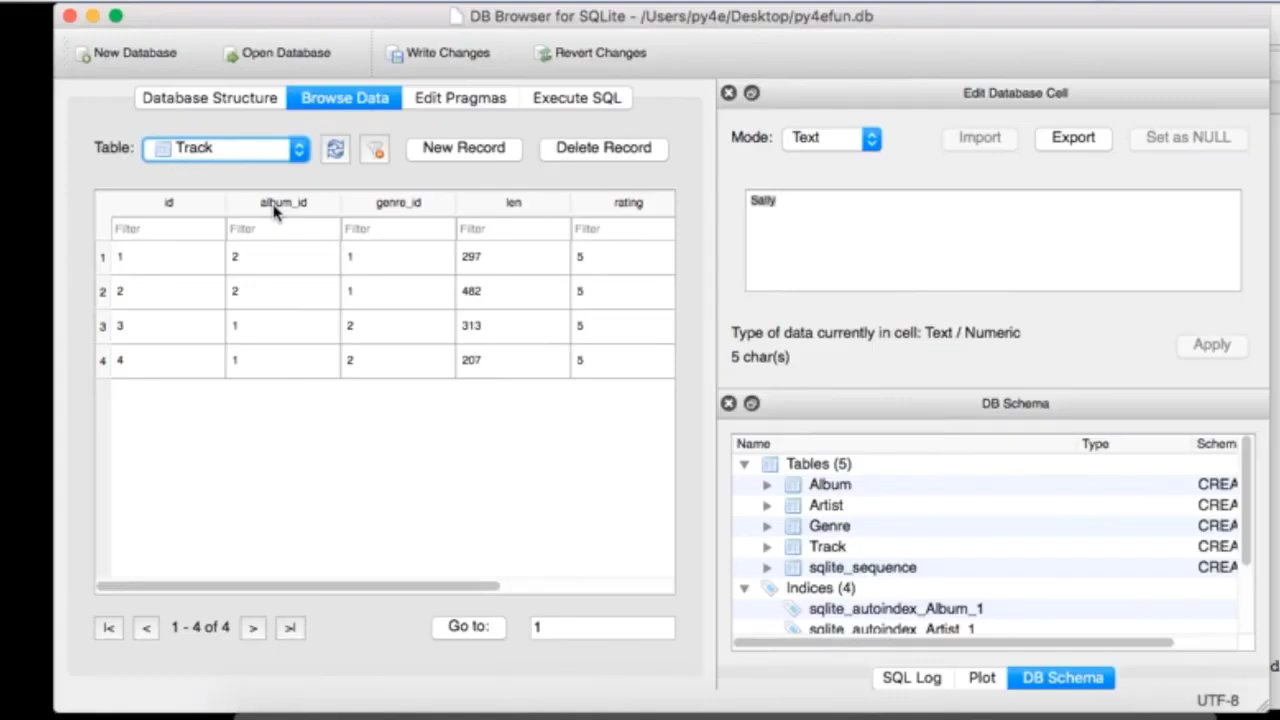 DB Browser for SQLite - /Users/py4e/Desktop/py4efun.db
New Database Open Database Write Changes Revert Changes
Database Structure Browse Data Edit Pragmas Execute SQL
Table: Track New Record Delete Record
id album_id genre_id len rating
Filter Filter Filter Filter Filter
1 1 2 1 297 5
2 2 2 1 482 5
3 3 1 2 313 5
4 4 1 2 207 5
|< < 1 - 4 of 4 > >| Go to: 1
Edit Database Cell
Mode: Text Import Export Set as NULL
Sally
Type of data currently in cell: Text / Numeric
5 char(s)
Apply
DB Schema
Name Type Schem
Tables (5)
Album CREA
Artist CREA
Genre CREA
Track CREA
sqlite_sequence CREA
Indices (4)
sqlite_autoindex_Album_1
sqlite_autoindex_Artist_1
SQL Log Plot DB Schema
UTF-8